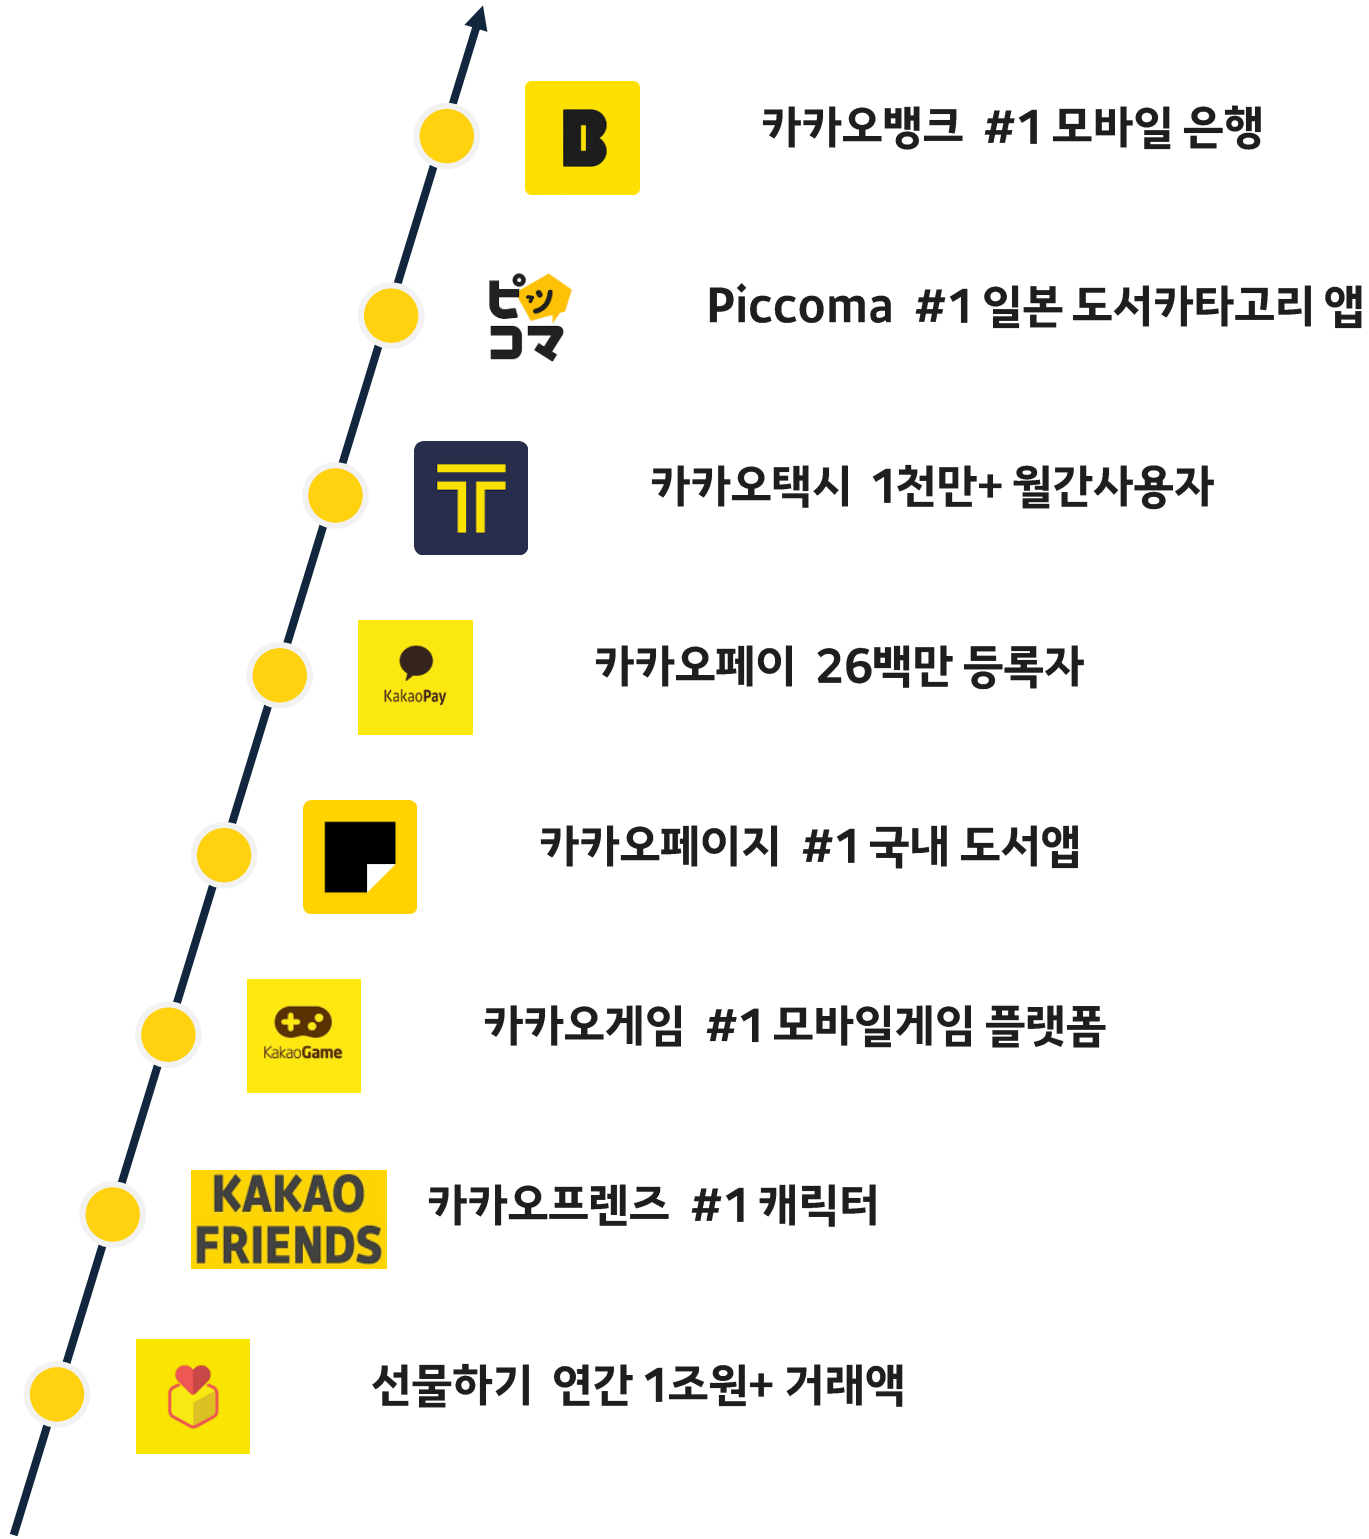 B
카카오뱅크 #1 모바일 은행
ピッ
コマ
Piccoma #1 일본 도서카타고리 앱
T
카카오택시 1천만+ 월간사용자
KakaoPay
카카오페이 26백만 등록자
카카오페이지 #1 국내 도서앱
KakaoGame
카카오게임 #1 모바일게임 플랫폼
KAKAO
FRIENDS
카카오프렌즈 #1 캐릭터
선물하기 연간 1조원+ 거래액